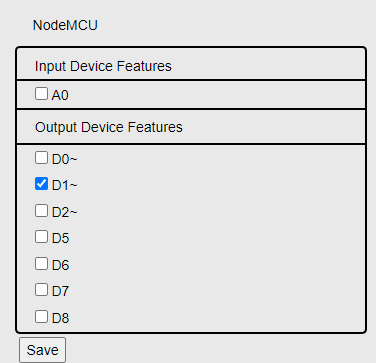 NodeMCU
Input Device Features
A0
Output Device Features
D0~
D1~
D2~
D5
D6
D7
D8
Save